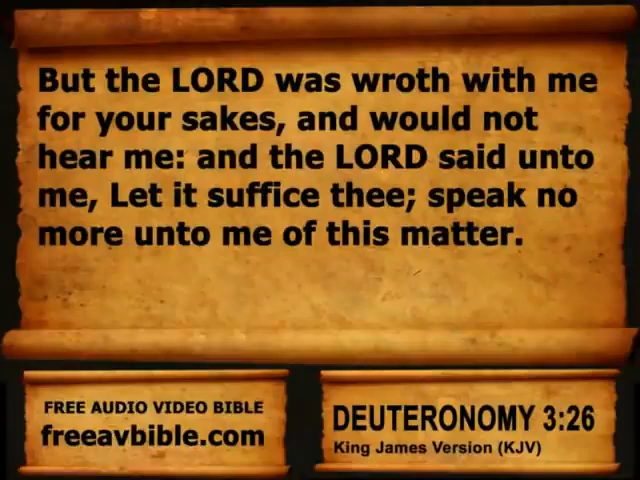 But the LORD was wroth with me
for your sakes, and would not
hear me: and the LORD said unto
me, Let it suffice thee; speak no
more unto me of this matter.
FREE AUDIO VIDEO BIBLE
freeavbible.com
DEUTERONOMY 3:26
King James Version (KJV)